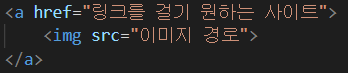 <a href="링크를 걸기 원하는 사이트">
<img src="이미지 경로">
</a>